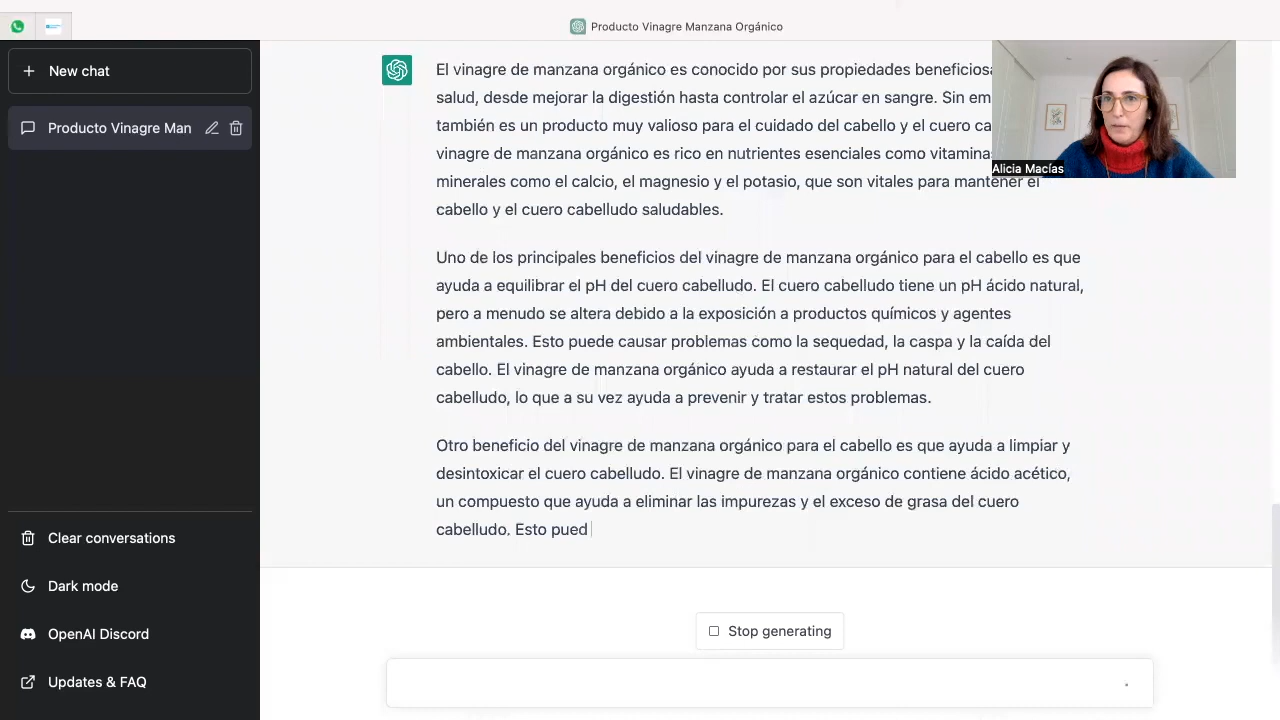 Producto Vinagre Manzana Orgánico
New chat
Producto Vinagre Man
El vinagre de manzana orgánico es conocido por sus propiedades
salud, desde mejorar la digestión hasta controlar el azúcar en sangre. Sin
también es un producto muy valioso para el cuidado del cabello y el cuero
vinagre de manzana orgánico es rico en nutrientes esenciales como
minerales como el calcio, el magnesio y el potasio, que son vitales para mantener el
cabello y el cuero cabelludo saludables.
Alicia Macías
Uno de los principales beneficios del vinagre de manzana orgánico para el cabello es que
ayuda a equilibrar el pH del cuero cabelludo. El cuero cabelludo tiene un pH ácido natural,
pero a menudo se altera debido a la exposición a productos químicos y agentes
ambientales. Esto puede causar problemas como la sequedad, la caspa y la caída del
cabello. El vinagre de manzana orgánico ayuda a restaurar el pH natural del cuero
cabelludo, lo que a su vez ayuda a prevenir y tratar estos problemas.
Otro beneficio del vinagre de manzana orgánico para el cabello es que ayuda a limpiar y
desintoxicar el cuero cabelludo. El vinagre de manzana orgánico contiene ácido acético,
un compuesto que ayuda a eliminar las impurezas y el exceso de grasa del cuero
cabelludo. Esto pued
Clear conversations
Dark mode
OpenAI Discord
Updates & FAQ
Stop generating